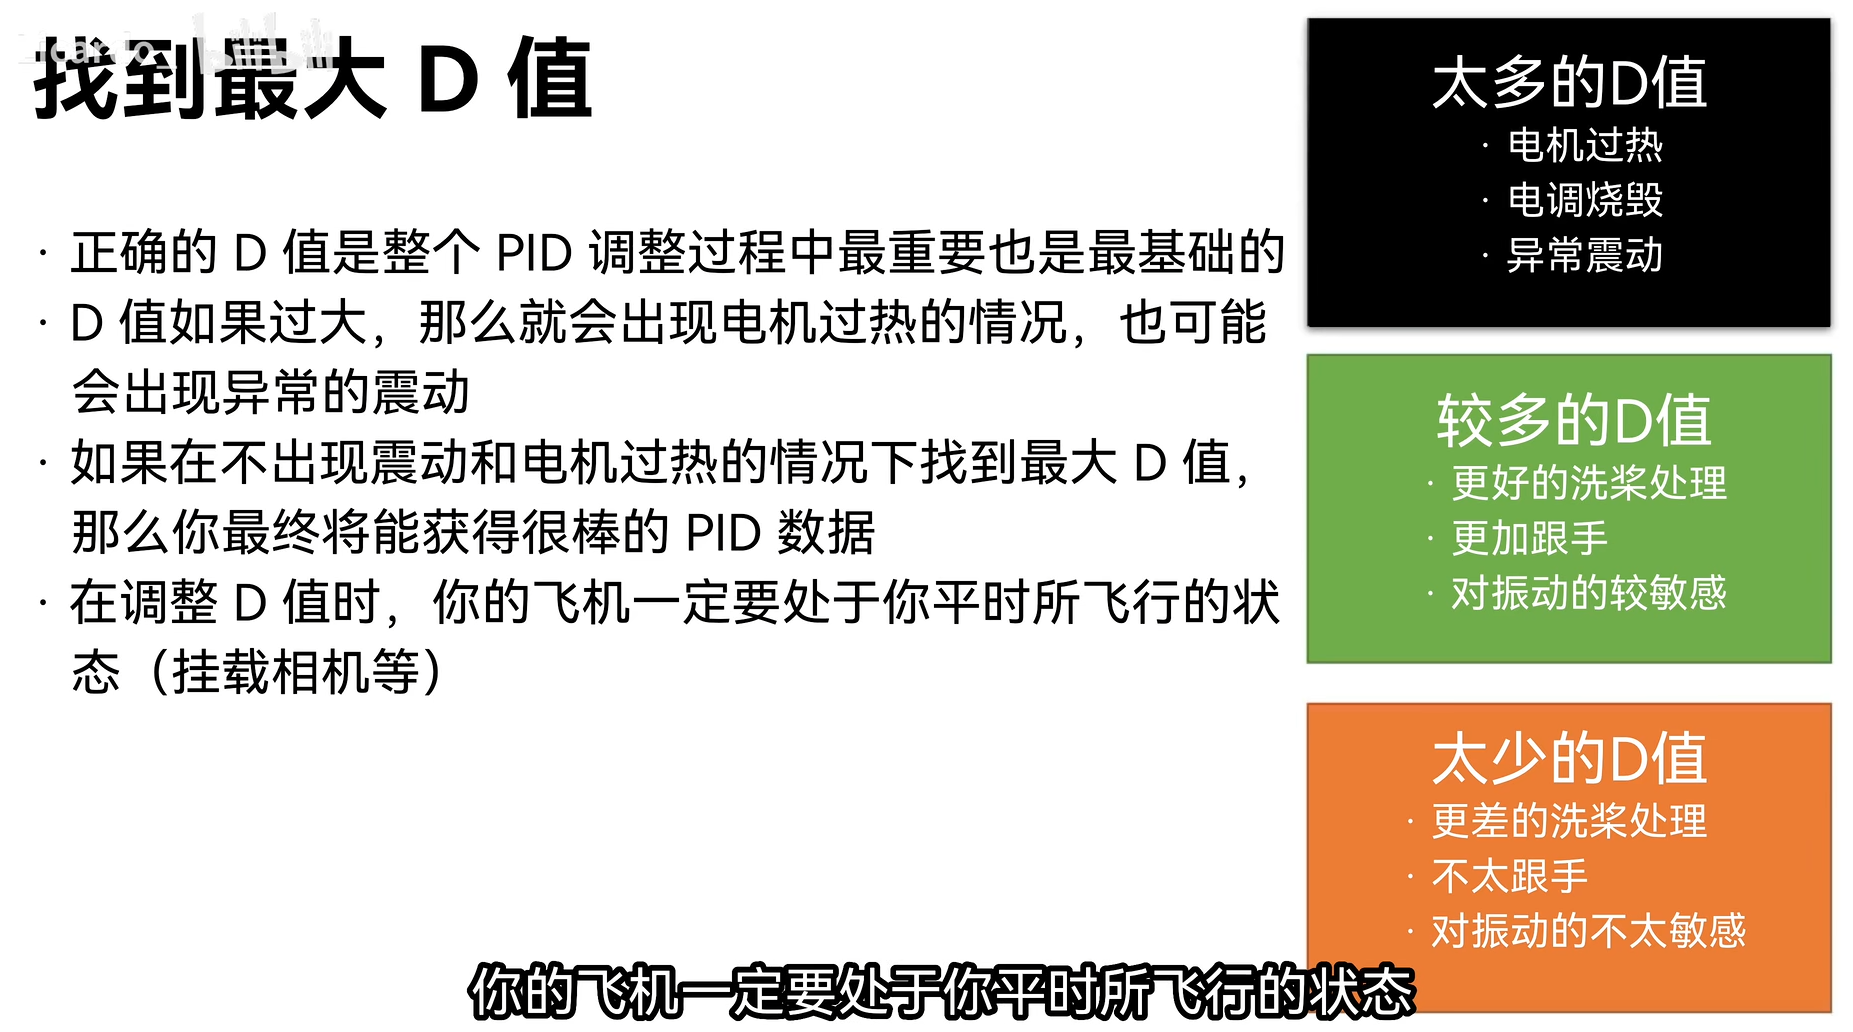 找到最大 D 值
· 正确的 D 值是整个 PID 调整过程中最重要也是最基础的
· D 值如果过大，那么就会出现电机过热的情况，也可能
会出现异常的震动
· 如果在不出现震动和电机过热的情况下找到最大 D 值，
那么你最终将能获得很棒的 PID 数据
· 在调整 D 值时，你的飞机一定要处于你平时所飞行的状
态（挂载相机等）
太多的D值
· 电机过热
· 电调烧毁
· 异常震动
较多的D值
· 更好的洗桨处理
· 更加跟手
· 对振动的较敏感
太少的D值
· 更差的洗桨处理
· 不太跟手
· 对振动的不太敏感
你的飞机一定要处于你平时所飞行的状态